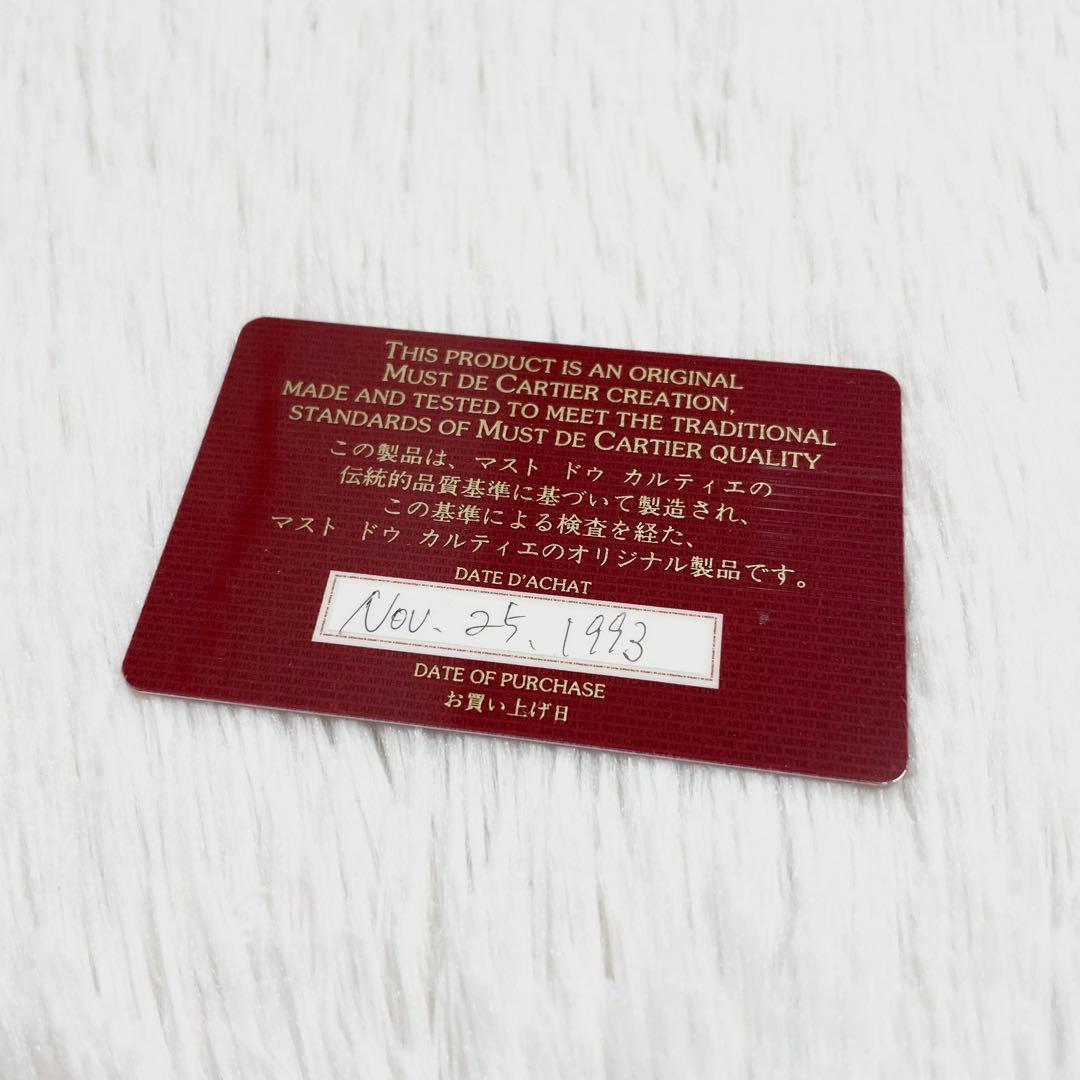 THIS PRODUCT IS AN ORIGINAL
MUST DE CARTIER CREATION,
MADE AND TESTED TO MEET THE TRADITIONAL
STANDARDS OF MUST DE CARTIER QUALITY
この製品は、マスト ドゥ カルティエの
伝統的品質基準に基づいて製造され、
この基準による検査を経た、
マスト ドゥ カルティエのオリジナル製品です。
DATE D'ACHAT
Nov. 25, 1993
DATE OF PURCHASE
お買い上げ日